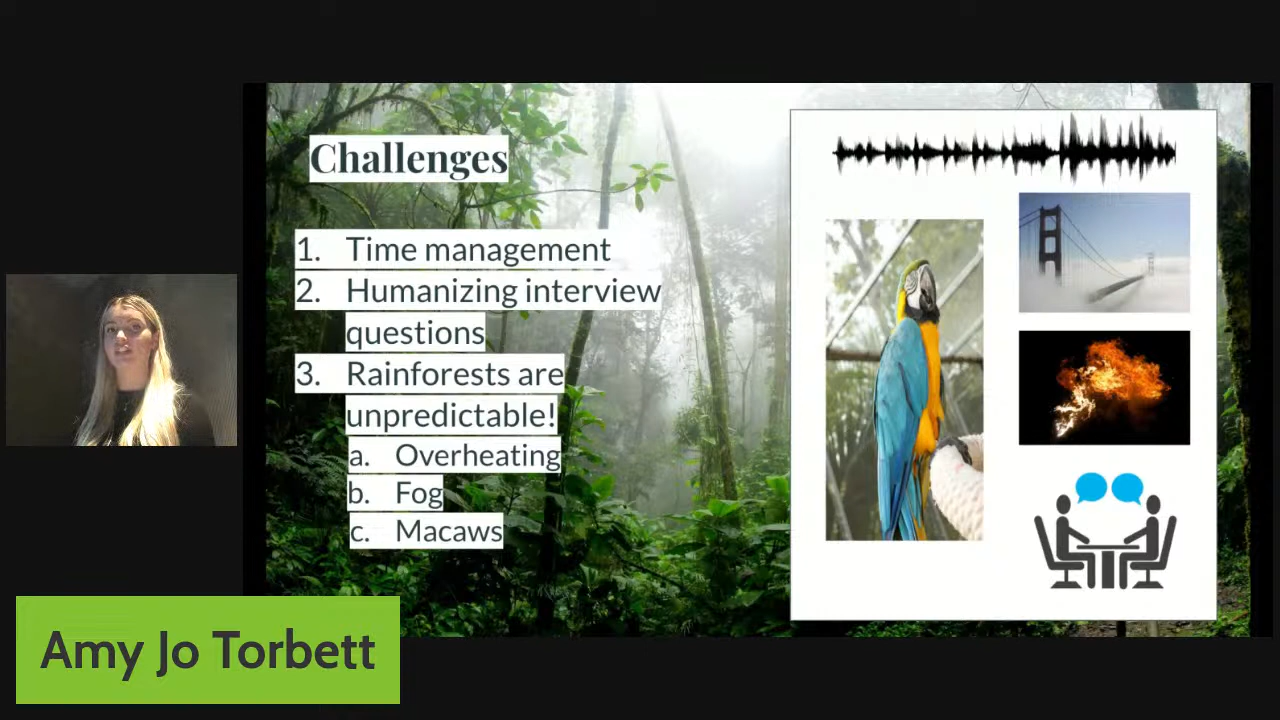 Challenges
1. Time management
2. Humanizing interview
questions
3. Rainforests are
unpredictable!
a. Overheating
b. Fog
c. Macaws
Amy Jo Torbett